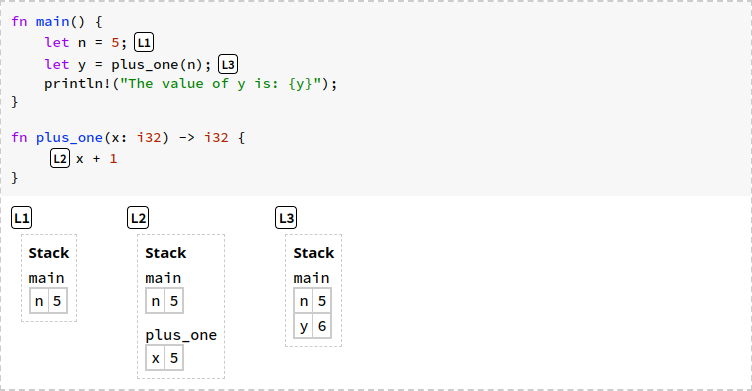 fn main() {
    let n = 5; L1
    let y = plus_one(n); L3
    println!("The value of y is: {y}");
}
fn plus_one(x: i32) -> i32 {
    L2 x + 1
}
L1 L2 L3
Stack Stack Stack
main main main
n 5 n 5 n 5
y 6
plus_one
x 5